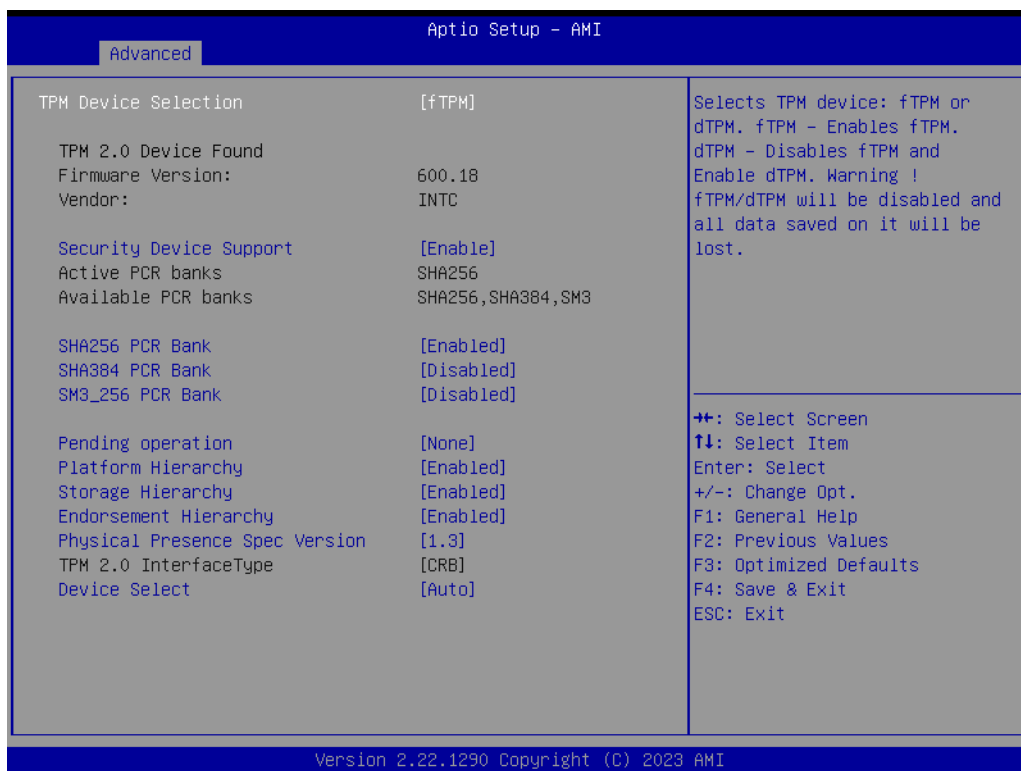 Aptio Setup – AMI
Advanced
TPM Device Selection [fTPM]
TPM 2.0 Device Found
Firmware Version: 600.18
Vendor: INTC
Security Device Support [Enable]
Active PCR banks SHA256
Available PCR banks SHA256,SHA384,SM3
SHA256 PCR Bank [Enabled]
SHA384 PCR Bank [Disabled]
SM3_256 PCR Bank [Disabled]
Pending operation [None]
Platform Hierarchy [Enabled]
Storage Hierarchy [Enabled]
Endorsement Hierarchy [Enabled]
Physical Presence Spec Version [1.3]
TPM 2.0 InterfaceType [CRB]
Device Select [Auto]
Selects TPM device: fTPM or
dTPM. fTPM – Enables fTPM.
dTPM – Disables fTPM and
Enable dTPM. Warning !
fTPM/dTPM will be disabled and
all data saved on it will be
lost.
→←: Select Screen
↑↓: Select Item
Enter: Select
+/-: Change Opt.
F1: General Help
F2: Previous Values
F3: Optimized Defaults
F4: Save & Exit
ESC: Exit
Version 2.22.1290 Copyright (C) 2023 AMI